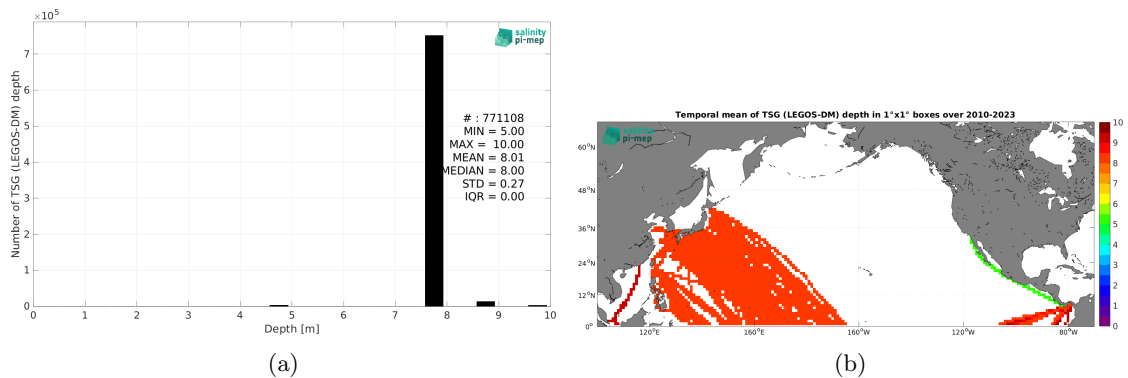 ×10⁵
7
6
5
4
3
2
1
0
Number of TSG (LEGOS-DM) depth
salinity
pi-mep
# : 771108
MIN = 5.00
MAX = 10.00
MEAN = 8.01
MEDIAN = 8.00
STD = 0.27
IQR = 0.00
0 1 2 3 4 5 6 7 8 9 10
Depth [m]
(a)
Temporal mean of TSG (LEGOS-DM) depth in 1°x1° boxes over 2010-2023
salinity
pi-mep
60°N
48°N
36°N
24°N
12°N
0°
120°E 160°E 160°W 120°W 80°W
10
9
8
7
6
5
4
3
2
1
0
(b)